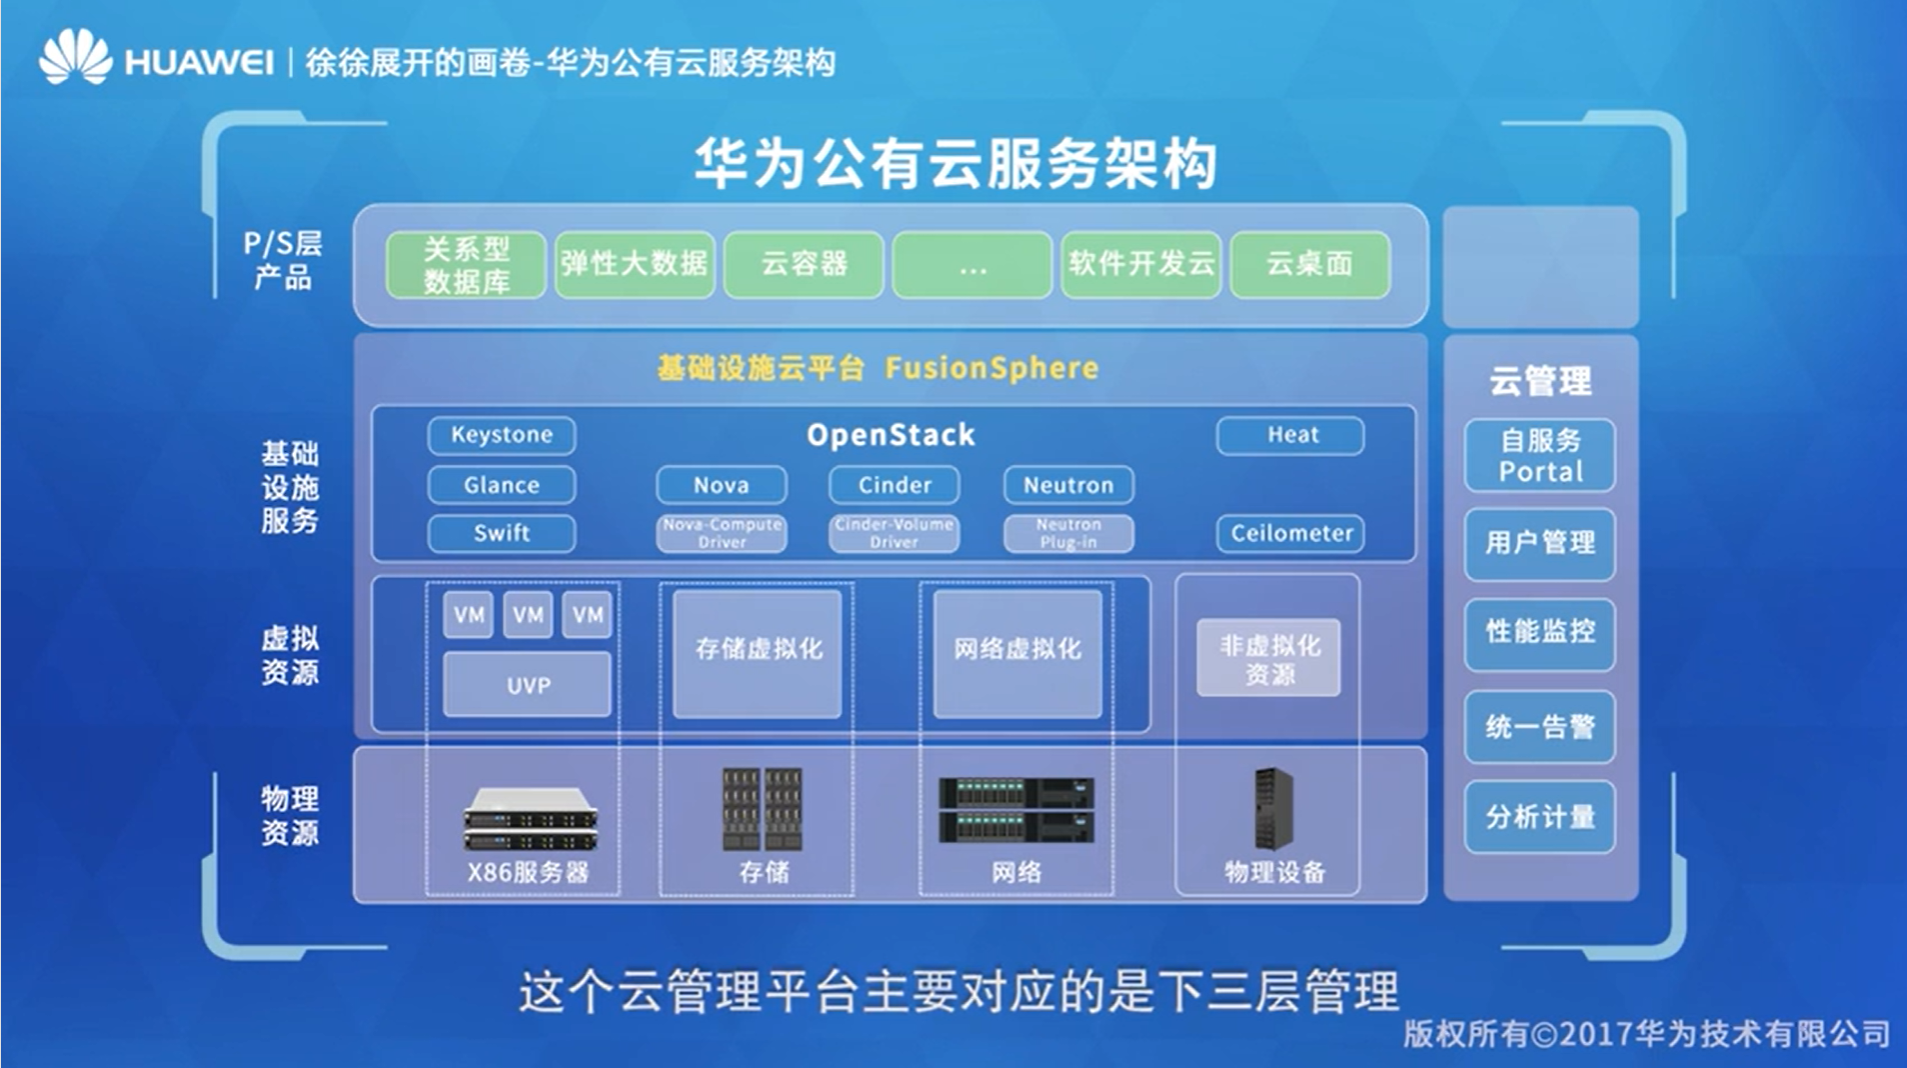 HUAWEI | 徐徐展开的画卷-华为公有云服务架构
华为公有云服务架构
P/S层
产品
关系型
数据库
弹性大数据
云容器
...
软件开发云
云桌面
基础设施云平台 FusionSphere
基础
设施
服务
OpenStack
Keystone
Glance
Swift
Nova
Nova-Compute
Driver
Cinder
Cinder-Volume
Driver
Neutron
Neutron
Plug-in
Heat
Ceilometer
虚拟
资源
VM
VM
VM
UVP
存储虚拟化
网络虚拟化
非虚拟化
资源
物理
资源
X86服务器
存储
网络
物理设备
云管理
自服务
Portal
用户管理
性能监控
统一告警
分析计量
这个云管理平台主要对应的是下三层管理
版权所有©2017华为技术有限公司